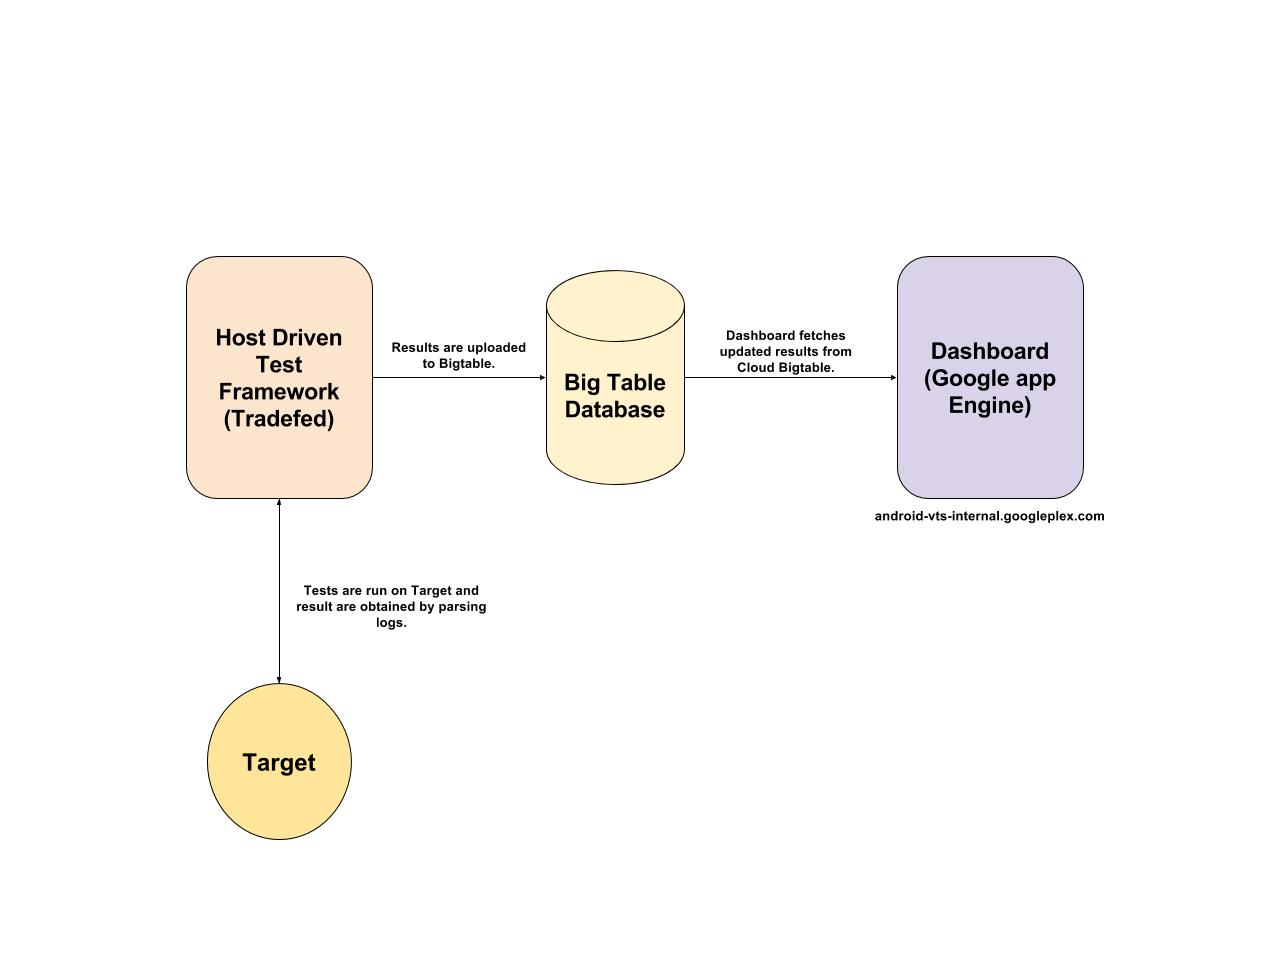 Host Driven
Test
Framework
(Tradefed)
Results are uploaded
to Bigtable.
Big Table
Database
Dashboard fetches
updated results from
Cloud Bigtable.
Dashboard
(Google app
Engine)
android-vts-internal.googleplex.com
Tests are run on Target and
result are obtained by parsing
logs.
Target